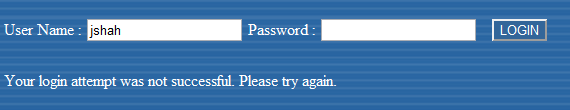 User Name : jshah Password : LOGIN
Your login attempt was not successful. Please try again.